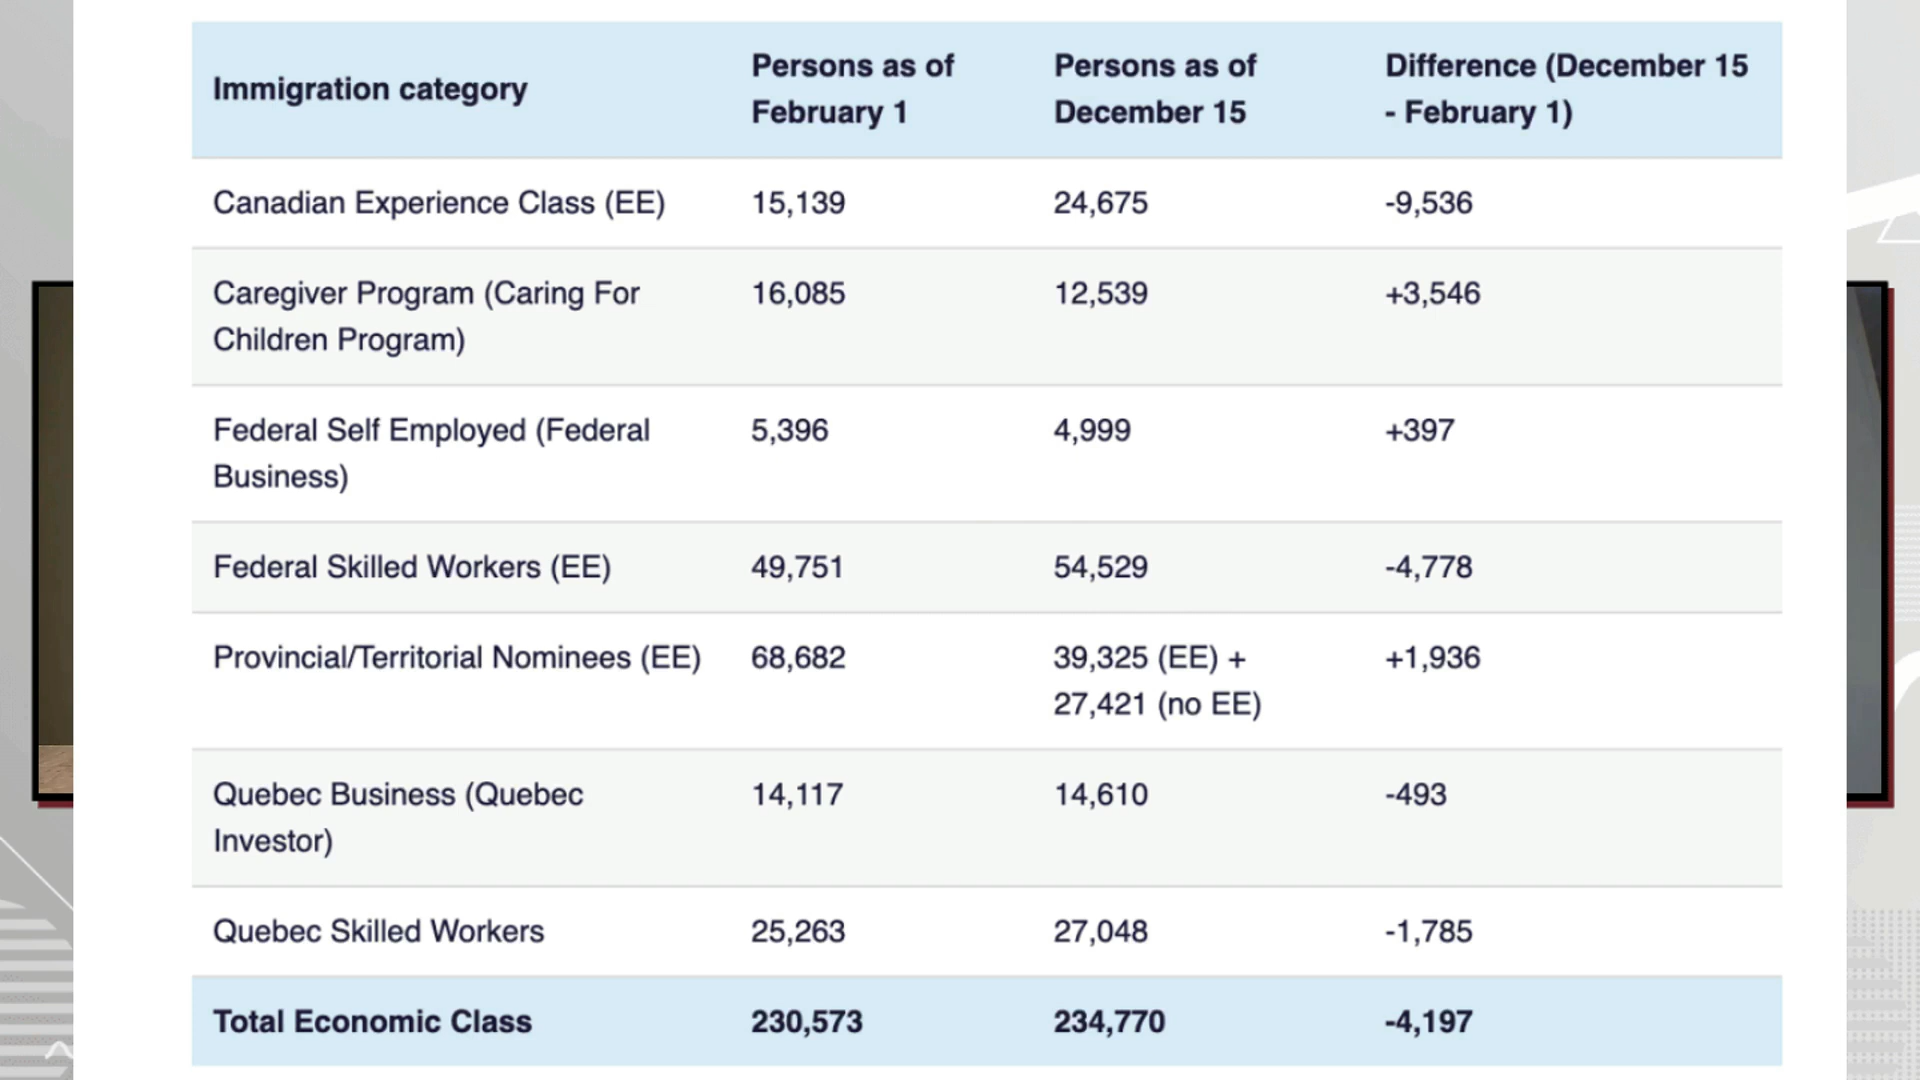 Immigration category
Persons as of
February 1
Persons as of
December 15
Difference (December 15
- February 1)
Canadian Experience Class (EE)
15,139
24,675
-9,536
Caregiver Program (Caring For
Children Program)
16,085
12,539
+3,546
Federal Self Employed (Federal
Business)
5,396
4,999
+397
Federal Skilled Workers (EE)
49,751
54,529
-4,778
Provincial/Territorial Nominees (EE)
68,682
39,325 (EE) +
27,421 (no EE)
+1,936
Quebec Business (Quebec
Investor)
14,117
14,610
-493
Quebec Skilled Workers
25,263
27,048
-1,785
Total Economic Class
230,573
234,770
-4,197